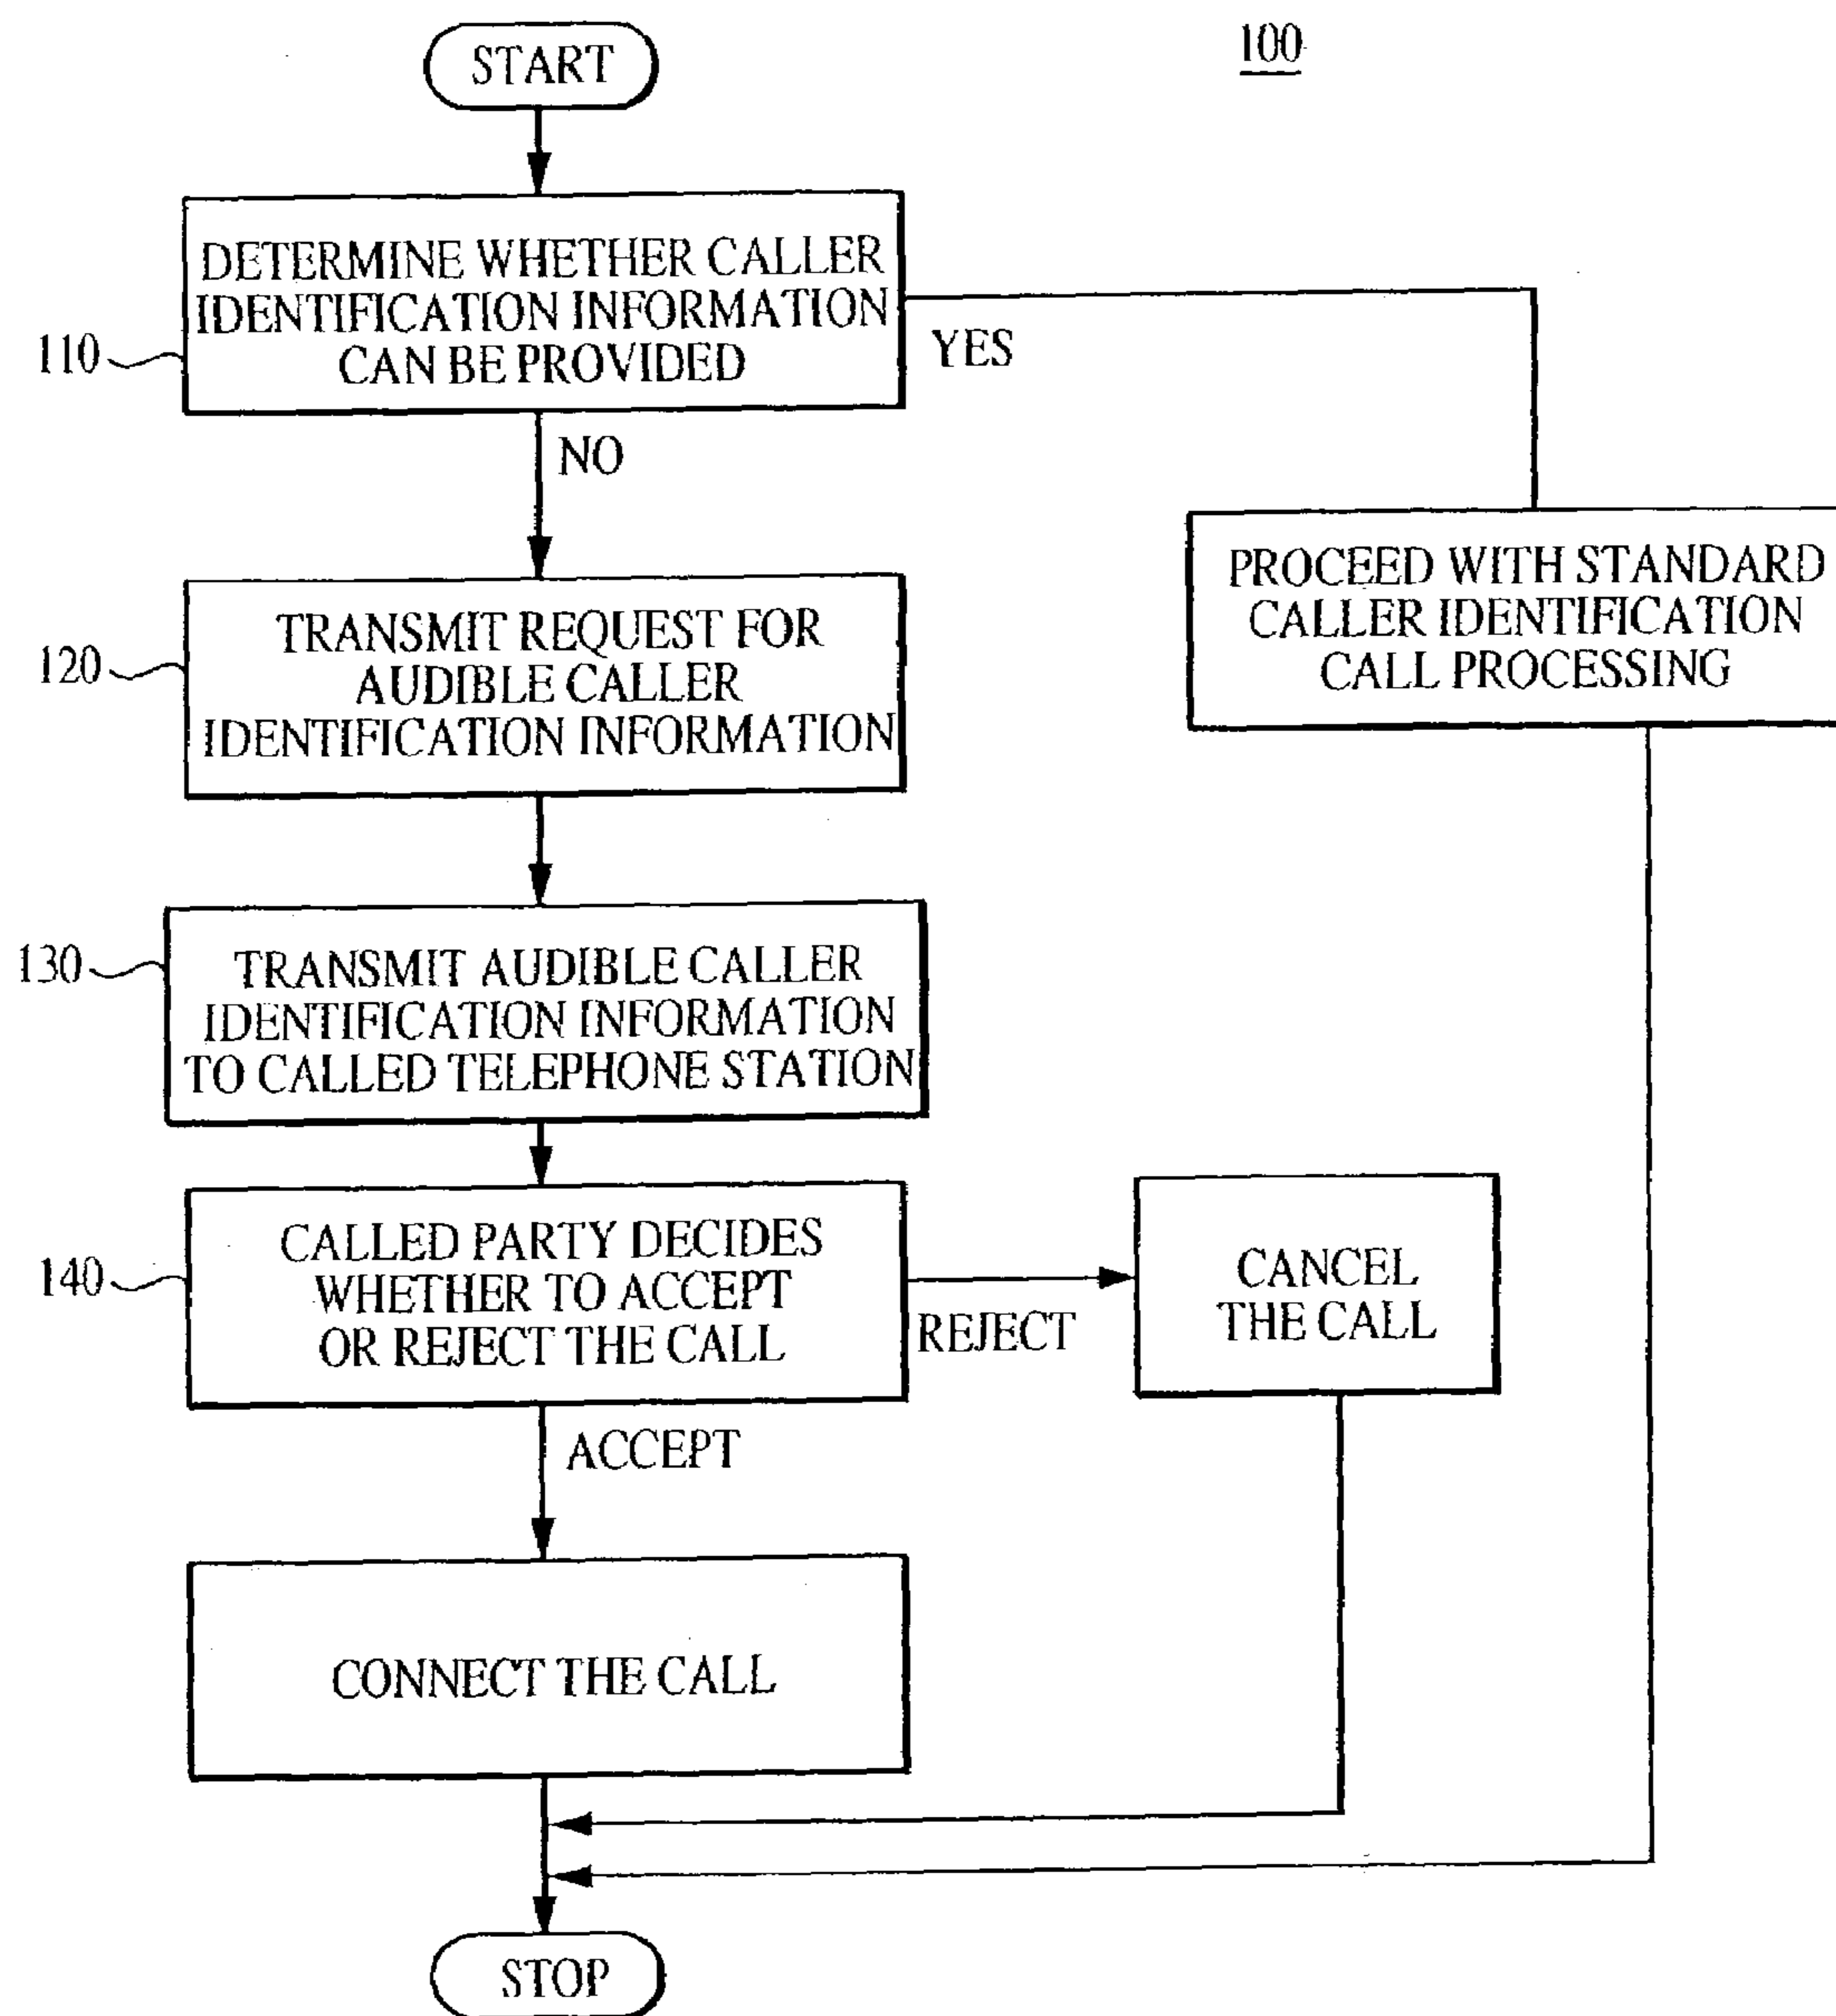 START
100
DETERMINE WHETHER CALLER
IDENTIFICATION INFORMATION
CAN BE PROVIDED
110
YES
NO
PROCEED WITH STANDARD
CALLER IDENTIFICATION
CALL PROCESSING
TRANSMIT REQUEST FOR
AUDIBLE CALLER
IDENTIFICATION INFORMATION
120
TRANSMIT AUDIBLE CALLER
IDENTIFICATION INFORMATION
TO CALLED TELEPHONE STATION
130
CALLED PARTY DECIDES
WHETHER TO ACCEPT
OR REJECT THE CALL
140
REJECT
CANCEL
THE CALL
ACCEPT
CONNECT THE CALL
STOP